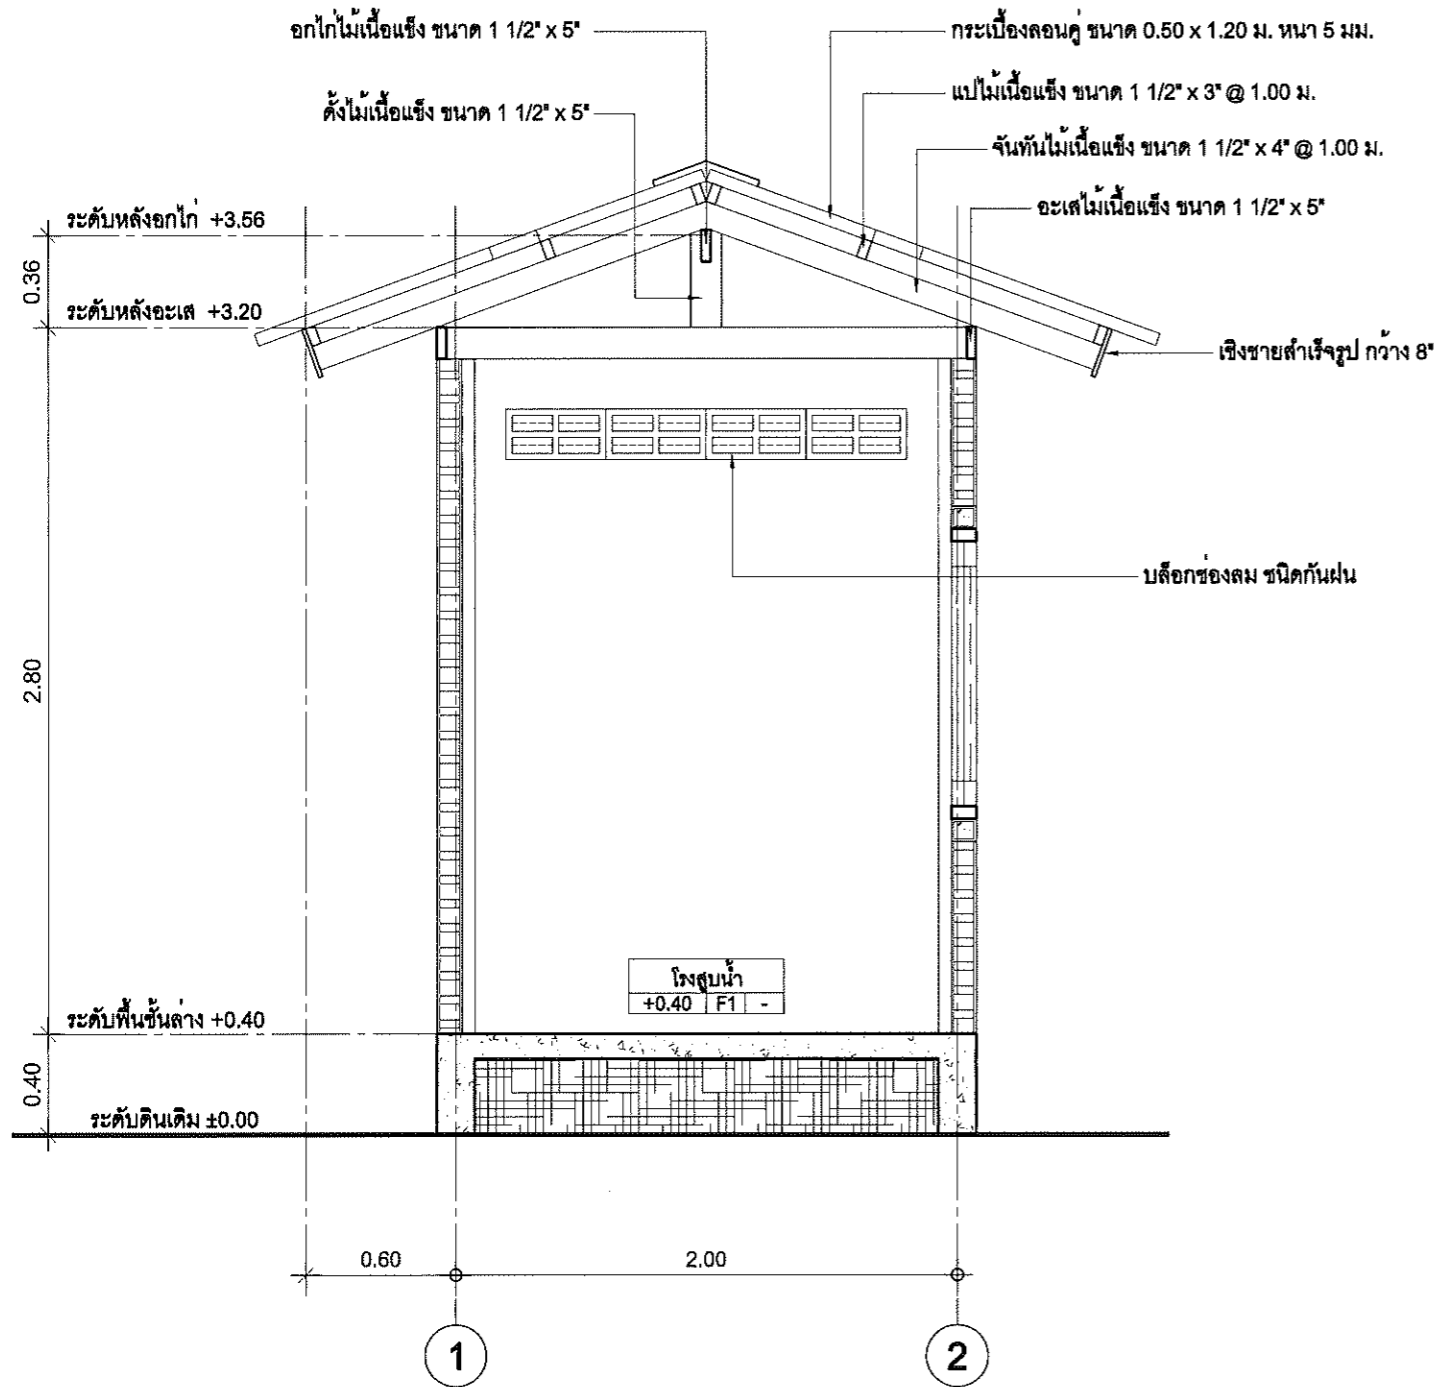 อกไก่ไม้เนื้อแข็ง ขนาด 1 1/2" x 5"
กระเบื้องลอนคู่ ขนาด 0.50 x 1.20 ม. หนา 5 มม.
ดั้งไม้เนื้อแข็ง ขนาด 1 1/2" x 5"
แปไม้เนื้อแข็ง ขนาด 1 1/2" x 3" @ 1.00 ม.
จันทันไม้เนื้อแข็ง ขนาด 1 1/2" x 4" @ 1.00 ม.
อะเสไม้เนื้อแข็ง ขนาด 1 1/2" x 5"
ระดับหลังอกไก่ +3.56
0.36
ระดับหลังอะเส +3.20
เชิงชายสำเร็จรูป กว้าง 8"
บล็อกช่องลม ชนิดกันฝน
2.80
โรงสูบน้ำ
+0.40 F1 -
ระดับพื้นชั้นล่าง +0.40
0.40
ระดับดินเดิม ±0.00
0.60
2.00
1
2